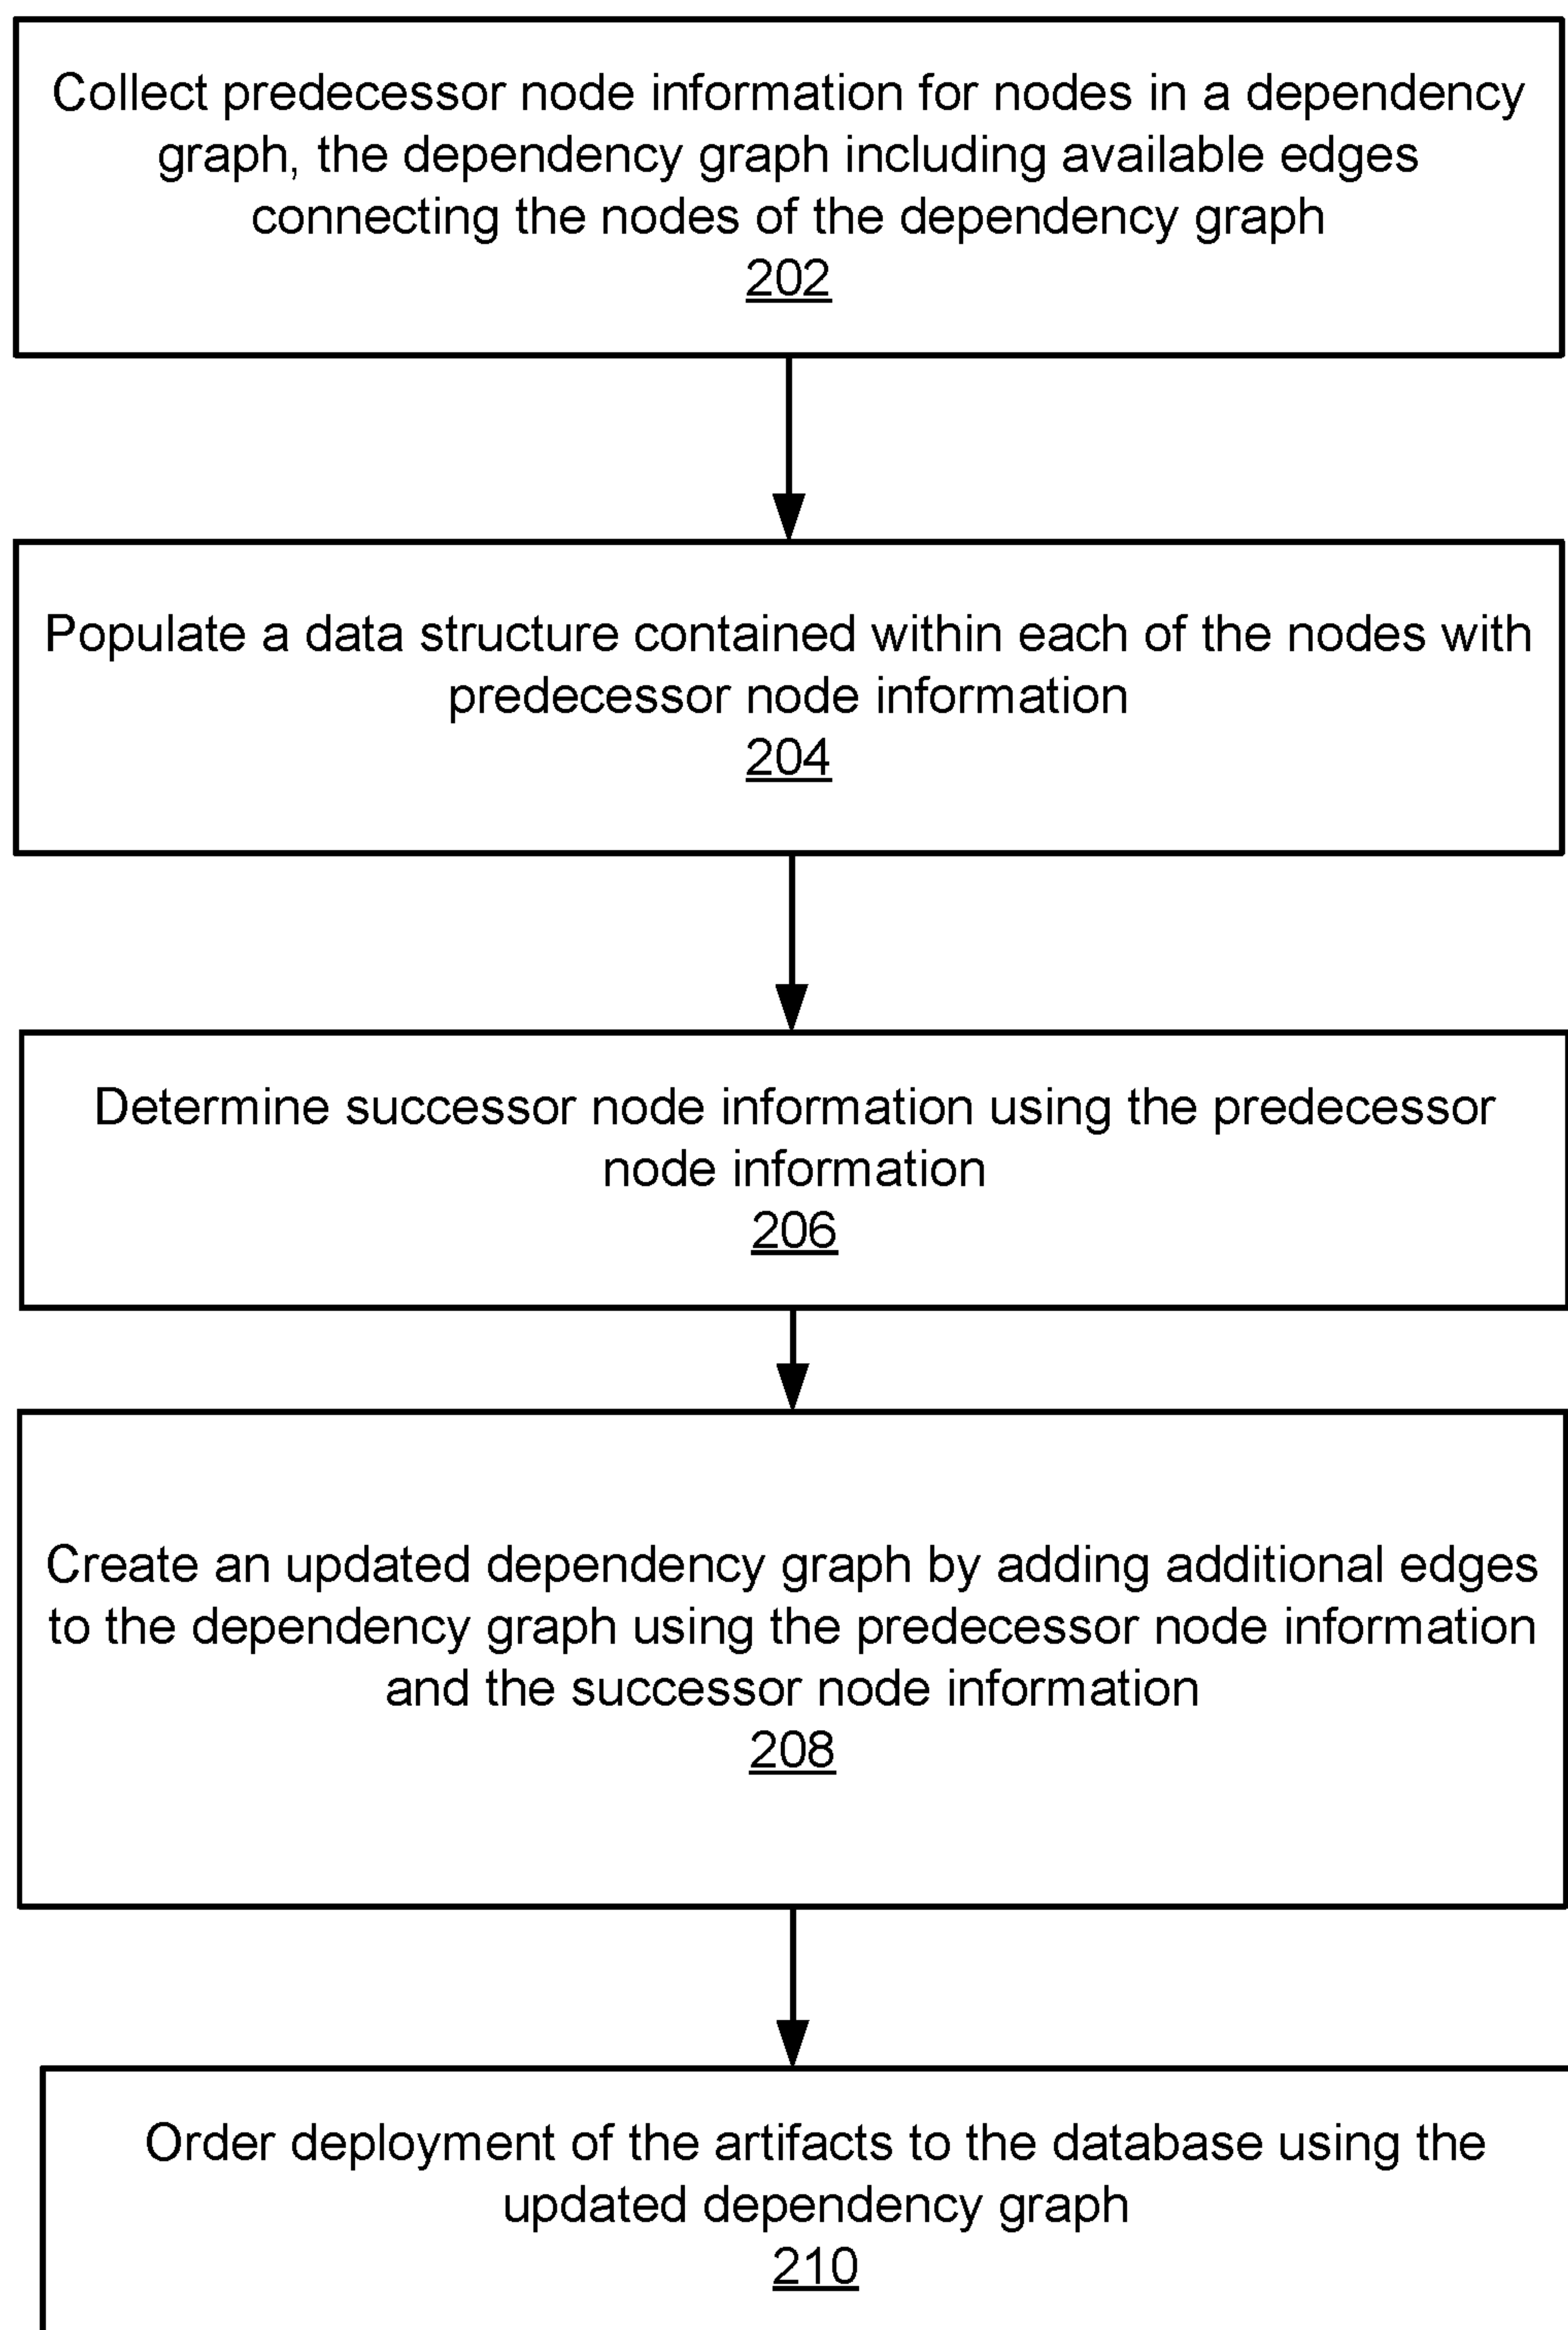 Collect predecessor node information for nodes in a dependency
graph, the dependency graph including available edges
connecting the nodes of the dependency graph
202
Populate a data structure contained within each of the nodes with
predecessor node information
204
Determine successor node information using the predecessor
node information
206
Create an updated dependency graph by adding additional edges
to the dependency graph using the predecessor node information
and the successor node information
208
Order deployment of the artifacts to the database using the
updated dependency graph
210